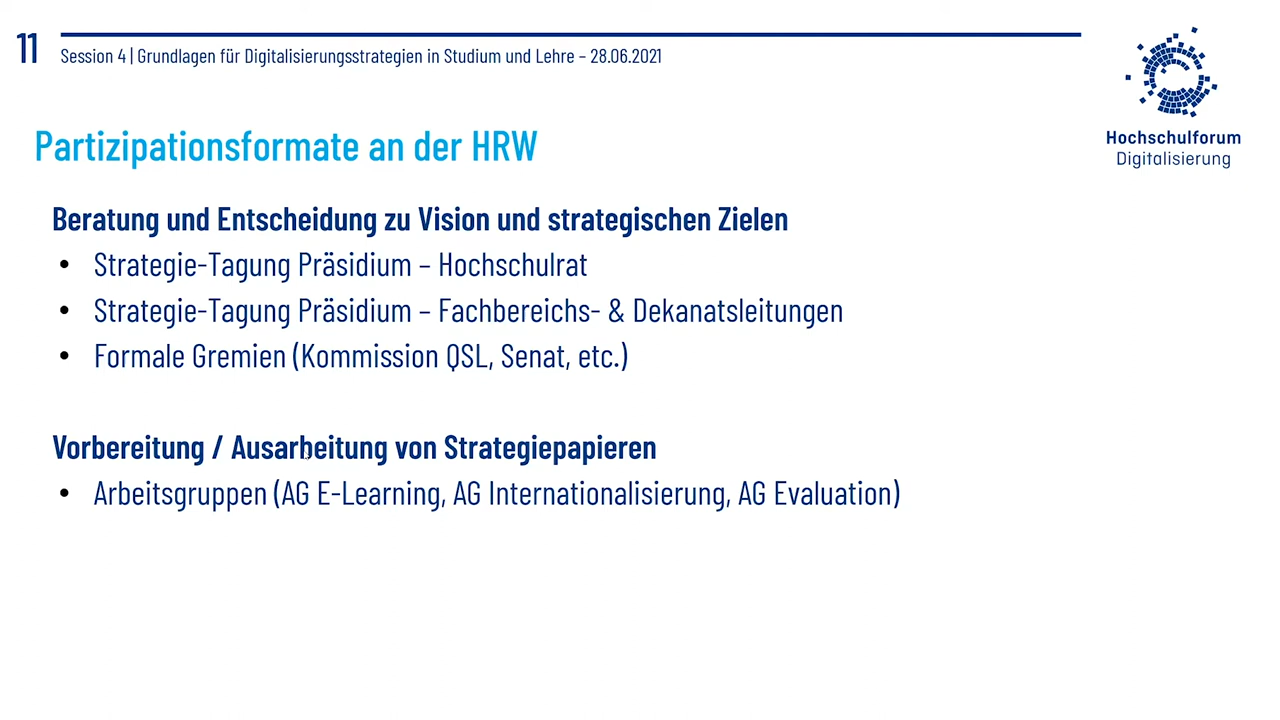 11
Session 4 | Grundlagen für Digitalisierungsstrategien in Studium und Lehre – 28.06.2021
Hochschulforum
Digitalisierung
Partizipationsformate an der HRW
Beratung und Entscheidung zu Vision und strategischen Zielen
• Strategie-Tagung Präsidium – Hochschulrat
• Strategie-Tagung Präsidium – Fachbereichs- & Dekanatsleitungen
• Formale Gremien (Kommission QSL, Senat, etc.)
Vorbereitung / Ausarbeitung von Strategiepapieren
• Arbeitsgruppen (AG E-Learning, AG Internationalisierung, AG Evaluation)